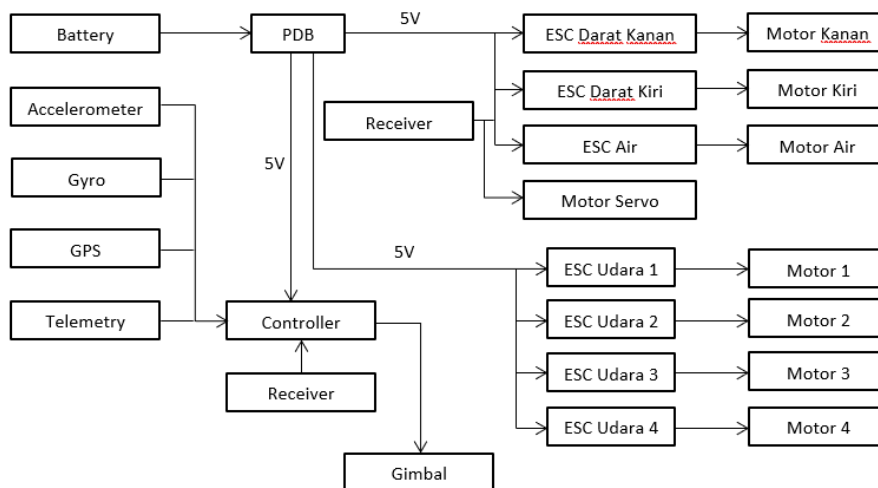 Battery
PDB
5V
ESC Darat Kanan
Motor Kanan
Accelerometer
ESC Darat Kiri
Motor Kiri
Receiver
ESC Air
Motor Air
5V
Gyro
Motor Servo
GPS
5V
ESC Udara 1
Motor 1
Telemetry
Controller
ESC Udara 2
Motor 2
ESC Udara 3
Motor 3
Receiver
ESC Udara 4
Motor 4
Gimbal